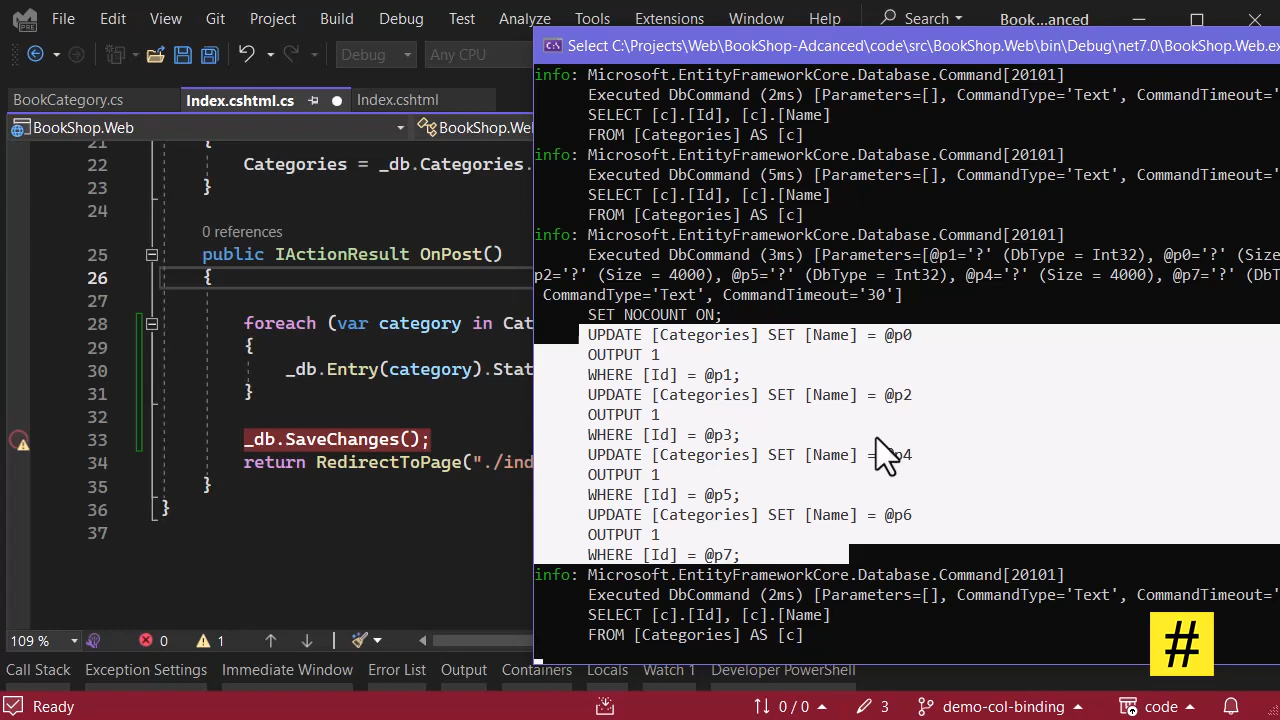 File Edit View Git Project Build Debug Test Analyze Tools Extensions Window Help Search Book...anced
PRE
Debug Any CPU
BookCategory.cs Index.cshtml.cs Index.cshtml
BookShop.Web BookShop.We
21 {
22 Categories = _db.Categories.
23 }
24
0 references
25 public IActionResult OnPost()
26 {
27
28 foreach (var category in Cat
29 {
30 _db.Entry(category).Stat
31 }
32
33 _db.SaveChanges();
34 return RedirectToPage("./ind
35 }
36 }
37
109 % 0 1
Call Stack Exception Settings Immediate Window Error List Output Containers Locals Watch 1 Developer PowerShell
Ready 0 / 0 3 demo-col-binding code
C:\ Select C:\Projects\Web\BookShop-Adcanced\code\src\BookShop.Web\bin\Debug\net7.0\BookShop.Web.ex
info: Microsoft.EntityFrameworkCore.Database.Command[20101]
Executed DbCommand (2ms) [Parameters=[], CommandType='Text', CommandTimeout='
SELECT [c].[Id], [c].[Name]
FROM [Categories] AS [c]
info: Microsoft.EntityFrameworkCore.Database.Command[20101]
Executed DbCommand (5ms) [Parameters=[], CommandType='Text', CommandTimeout='
SELECT [c].[Id], [c].[Name]
FROM [Categories] AS [c]
info: Microsoft.EntityFrameworkCore.Database.Command[20101]
Executed DbCommand (3ms) [Parameters=[@p1='?' (DbType = Int32), @p0='?' (Size
p2='?' (Size = 4000), @p5='?' (DbType = Int32), @p4='?' (Size = 4000), @p7='?' (DbT
CommandType='Text', CommandTimeout='30']
SET NOCOUNT ON;
UPDATE [Categories] SET [Name] = @p0
OUTPUT 1
WHERE [Id] = @p1;
UPDATE [Categories] SET [Name] = @p2
OUTPUT 1
WHERE [Id] = @p3;
UPDATE [Categories] SET [Name] = @p4
OUTPUT 1
WHERE [Id] = @p5;
UPDATE [Categories] SET [Name] = @p6
OUTPUT 1
WHERE [Id] = @p7;
info: Microsoft.EntityFrameworkCore.Database.Command[20101]
Executed DbCommand (2ms) [Parameters=[], CommandType='Text', CommandTimeout='
SELECT [c].[Id], [c].[Name]
FROM [Categories] AS [c]
#